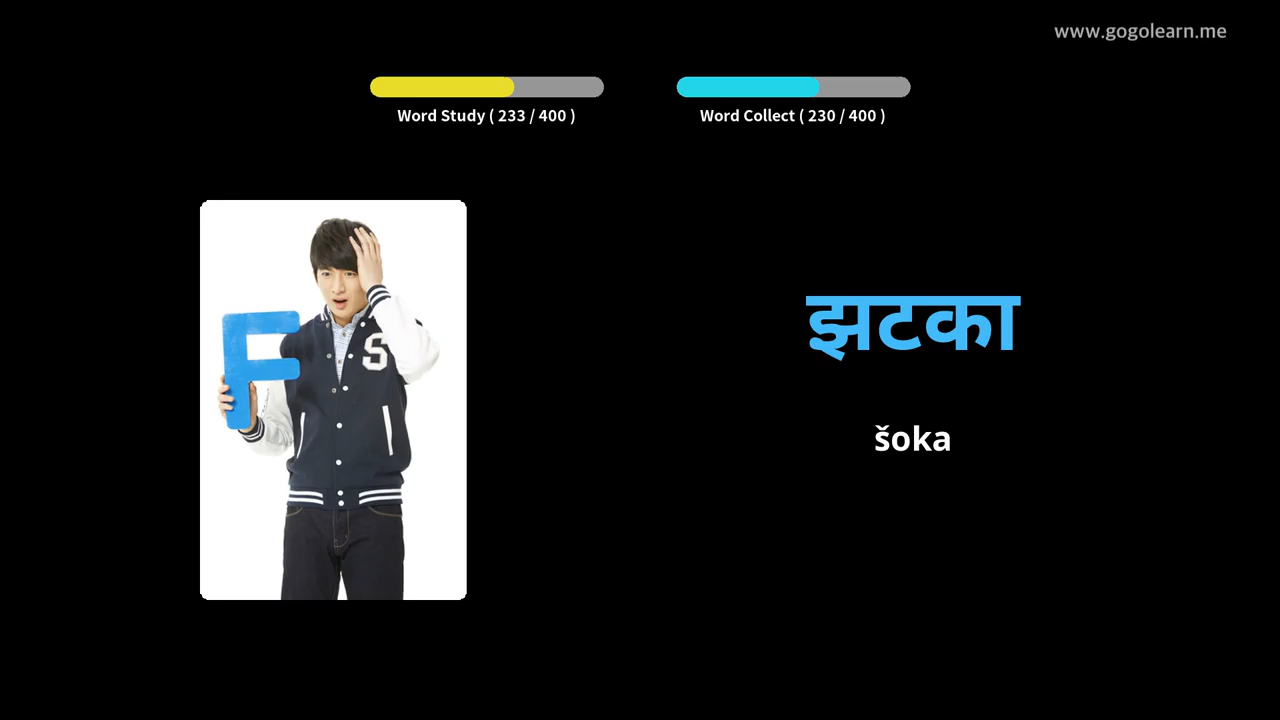 www.gogolearn.me
Word Study ( 233 / 400 )
Word Collect ( 230 / 400 )
F
S
झटका
šoka